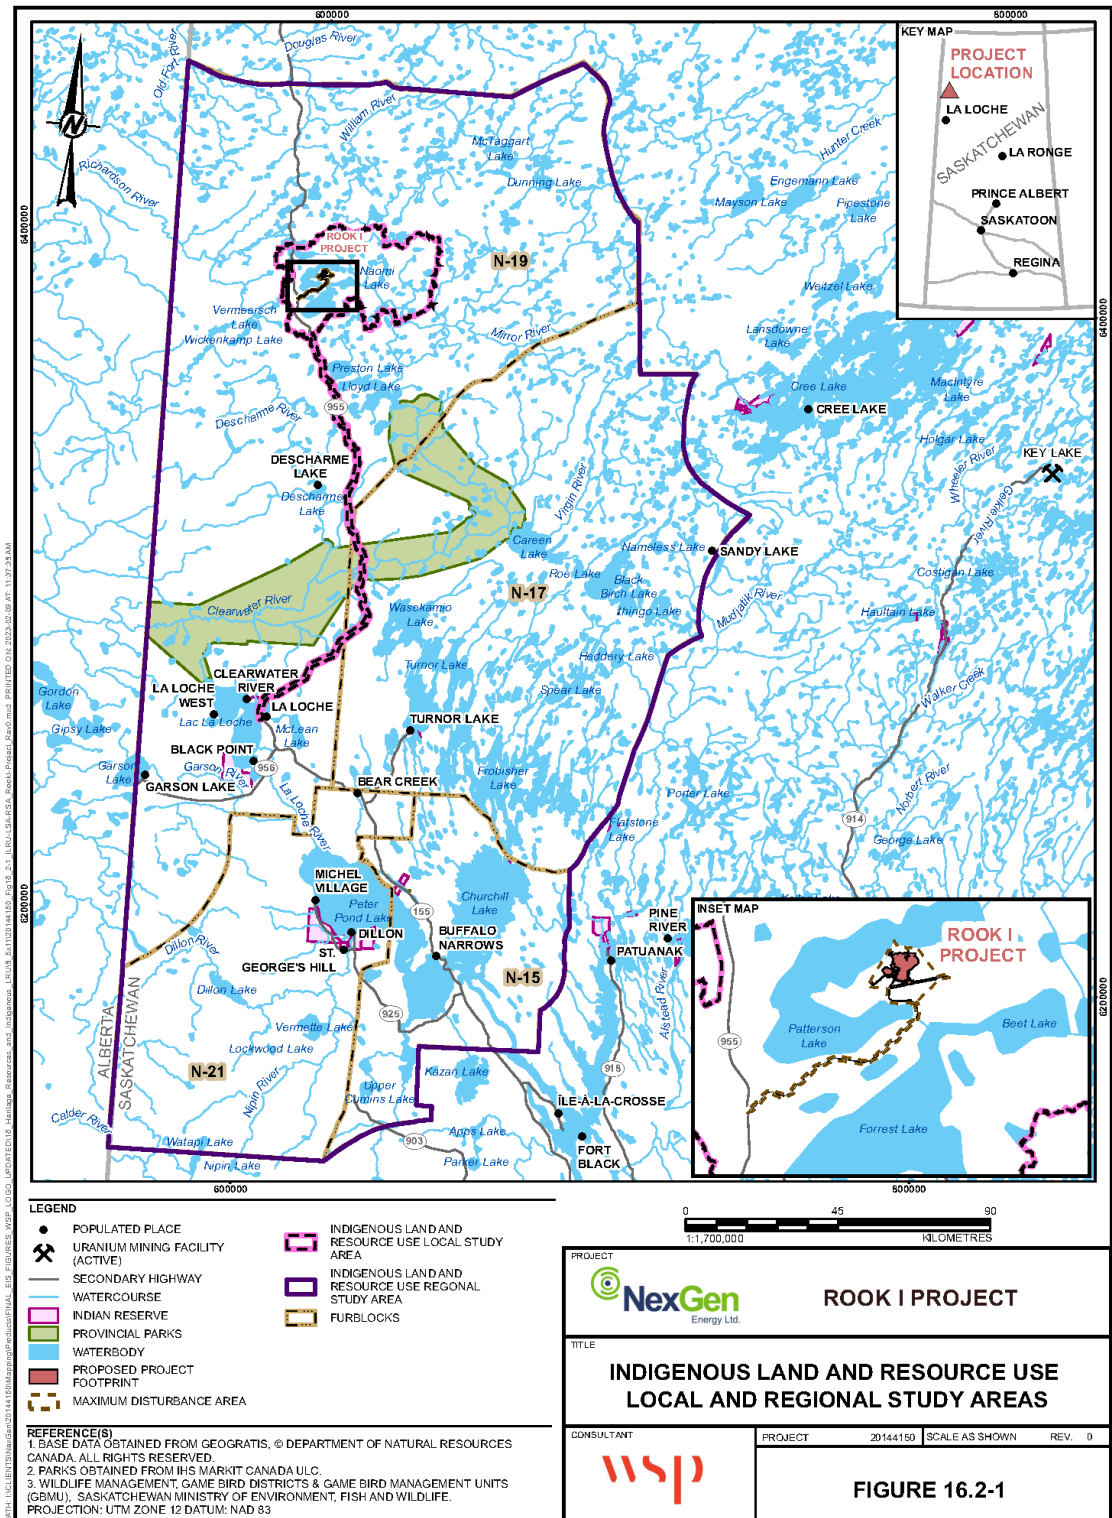 600000
800000
KEY MAP
PROJECT
LOCATION
LA LOCHE
SASKATCHEWAN
LA RONGE
PRINCE ALBERT
SASKATOON
REGINA
Old Fort River
Douglas River
William River
Richardson River
McTaggart
Lake
Dunning Lake
Hunter Creek
Engemann Lake
Mayson Lake
Pipestone
Lake
6400000
6400000
ROOK I
PROJECT
N-19
Naomi
Lake
Weitzel Lake
Vermeersch
Lake
Wickenkamp Lake
Mirror River
Lansdowne
Lake
Preston Lake
Lloyd Lake
955
Cree Lake
MacIntyre
Lake
CREE LAKE
Descharme River
Holgar Lake
DESCHARME
LAKE
Descharme
Lake
Wheeler River
KEY LAKE
Geikie River
Virgin River
Careen
Lake
Nameless Lake
SANDY LAKE
Roe Lake
Black
Birch Lake
Costigan Lake
N-17
Clearwater River
Wasekamio
Lake
Ithingo Lake
Mudjatik River
Haultain Lake
Turnor Lake
Haddery Lake
CLEARWATER
RIVER
LA LOCHE
WEST
Spear Lake
Walker Creek
Gordon
Lake
Gipsy Lake
Lac La Loche
LA LOCHE
McLean
Lake
TURNOR LAKE
BLACK POINT
956
Garson
Lake
Garson River
GARSON LAKE
La Loche River
BEAR CREEK
Frobisher
Lake
Porter Lake
Norbert River
914
Flatstone
Lake
George Lake
6200000
6200000
MICHEL
VILLAGE
Peter
Pond Lake
Churchill
Lake
155
DILLON
ST.
GEORGE'S HILL
BUFFALO
NARROWS
PINE
RIVER
PATUANAK
Dillon River
Dillon Lake
N-15
925
Vermette Lake
Lockwood Lake
Alstead River
ALBERTA
SASKATCHEWAN
N-21
Nipin River
Upper
Cumins Lake
Kazan Lake
918
ÎLE-À-LA-CROSSE
Calder River
Watapi Lake
Nipin Lake
903
Apps Lake
Parker Lake
FORT
BLACK
INSET MAP
ROOK I
PROJECT
Patterson
Lake
Beet Lake
955
Forrest Lake
600000
800000
LEGEND
POPULATED PLACE
URANIUM MINING FACILITY
(ACTIVE)
SECONDARY HIGHWAY
WATERCOURSE
INDIAN RESERVE
PROVINCIAL PARKS
WATERBODY
PROPOSED PROJECT
FOOTPRINT
MAXIMUM DISTURBANCE AREA
INDIGENOUS LAND AND
RESOURCE USE LOCAL STUDY
AREA
INDIGENOUS LAND AND
RESOURCE USE REGIONAL
STUDY AREA
FURBLOCKS
0 45 90
1:1,700,000 KILOMETRES
REFERENCE(S)
1. BASE DATA OBTAINED FROM GEOGRATIS, © DEPARTMENT OF NATURAL RESOURCES
CANADA. ALL RIGHTS RESERVED.
2. PARKS OBTAINED FROM IHS MARKIT CANADA ULC.
3. WILDLIFE MANAGEMENT, GAME BIRD DISTRICTS & GAME BIRD MANAGEMENT UNITS
(GBMU), SASKATCHEWAN MINISTRY OF ENVIRONMENT, FISH AND WILDLIFE.
PROJECTION: UTM ZONE 12 DATUM: NAD 83
PROJECT
NexGen
Energy Ltd.
ROOK I PROJECT
TITLE
INDIGENOUS LAND AND RESOURCE USE
LOCAL AND REGIONAL STUDY AREAS
CONSULTANT
wsp
PROJECT 20144150 SCALE AS SHOWN REV. 0
FIGURE 16.2-1